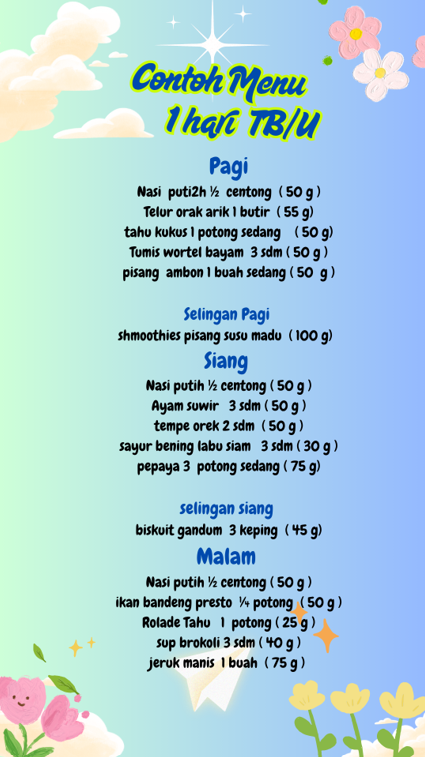 Contoh Menu
1 hari TB/U
Pagi
Nasi puti2h ½ centong ( 50 g )
Telur orak arik 1 butir ( 55 g)
tahu kukus 1 potong sedang ( 50 g)
Tumis wortel bayam 3 sdm ( 50 g )
pisang ambon 1 buah sedang ( 50 g )
Selingan Pagi
shmoothies pisang susu madu ( 100 g)
Siang
Nasi putih ½ centong ( 50 g )
Ayam suwir 3 sdm ( 50 g )
tempe orek 2 sdm ( 50 g )
sayur bening labu siam 3 sdm ( 30 g )
pepaya 3 potong sedang ( 75 g)
selingan siang
biskuit gandum 3 keping ( 45 g)
Malam
Nasi putih ½ centong ( 50 g )
ikan bandeng presto ¼ potong ( 50 g )
Rolade Tahu 1 potong ( 25 g )
sup brokoli 3 sdm ( 40 g )
jeruk manis 1 buah ( 75 g )